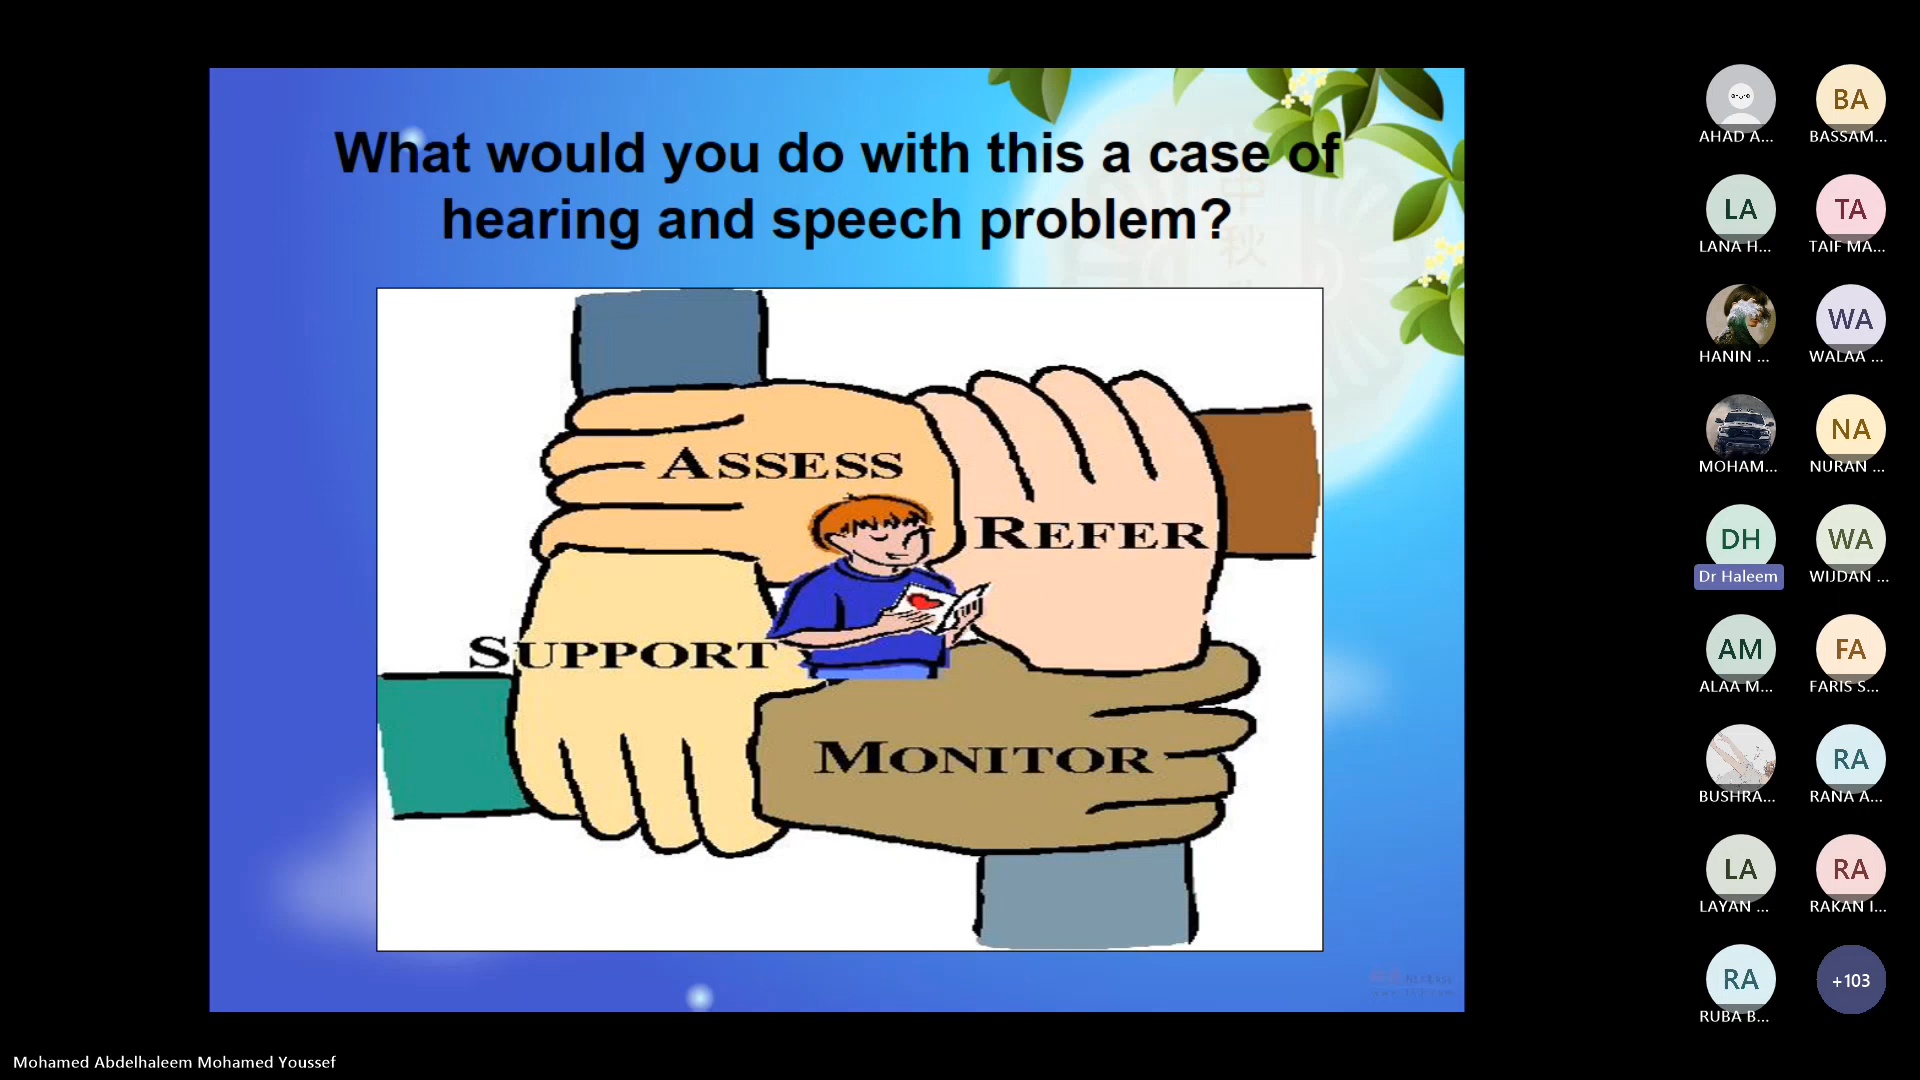 What would you do with this a case of
hearing and speech problem?
中
秋
ASSESS
REFER
SUPPORT
MONITOR
AHAD A...
BA
BASSAM...
LA
LANA H...
TA
TAIF MA...
HANIN ...
WA
WALAA ...
MOHAM...
NA
NURAN ...
DH
Dr Haleem
WA
WIJDAN ...
AM
ALAA M...
FA
FARIS S...
BUSHRA...
RA
RANA A...
LA
LAYAN ...
RA
RAKAN I...
RA
RUBA B...
+103
Mohamed Abdelhaleem Mohamed Youssef